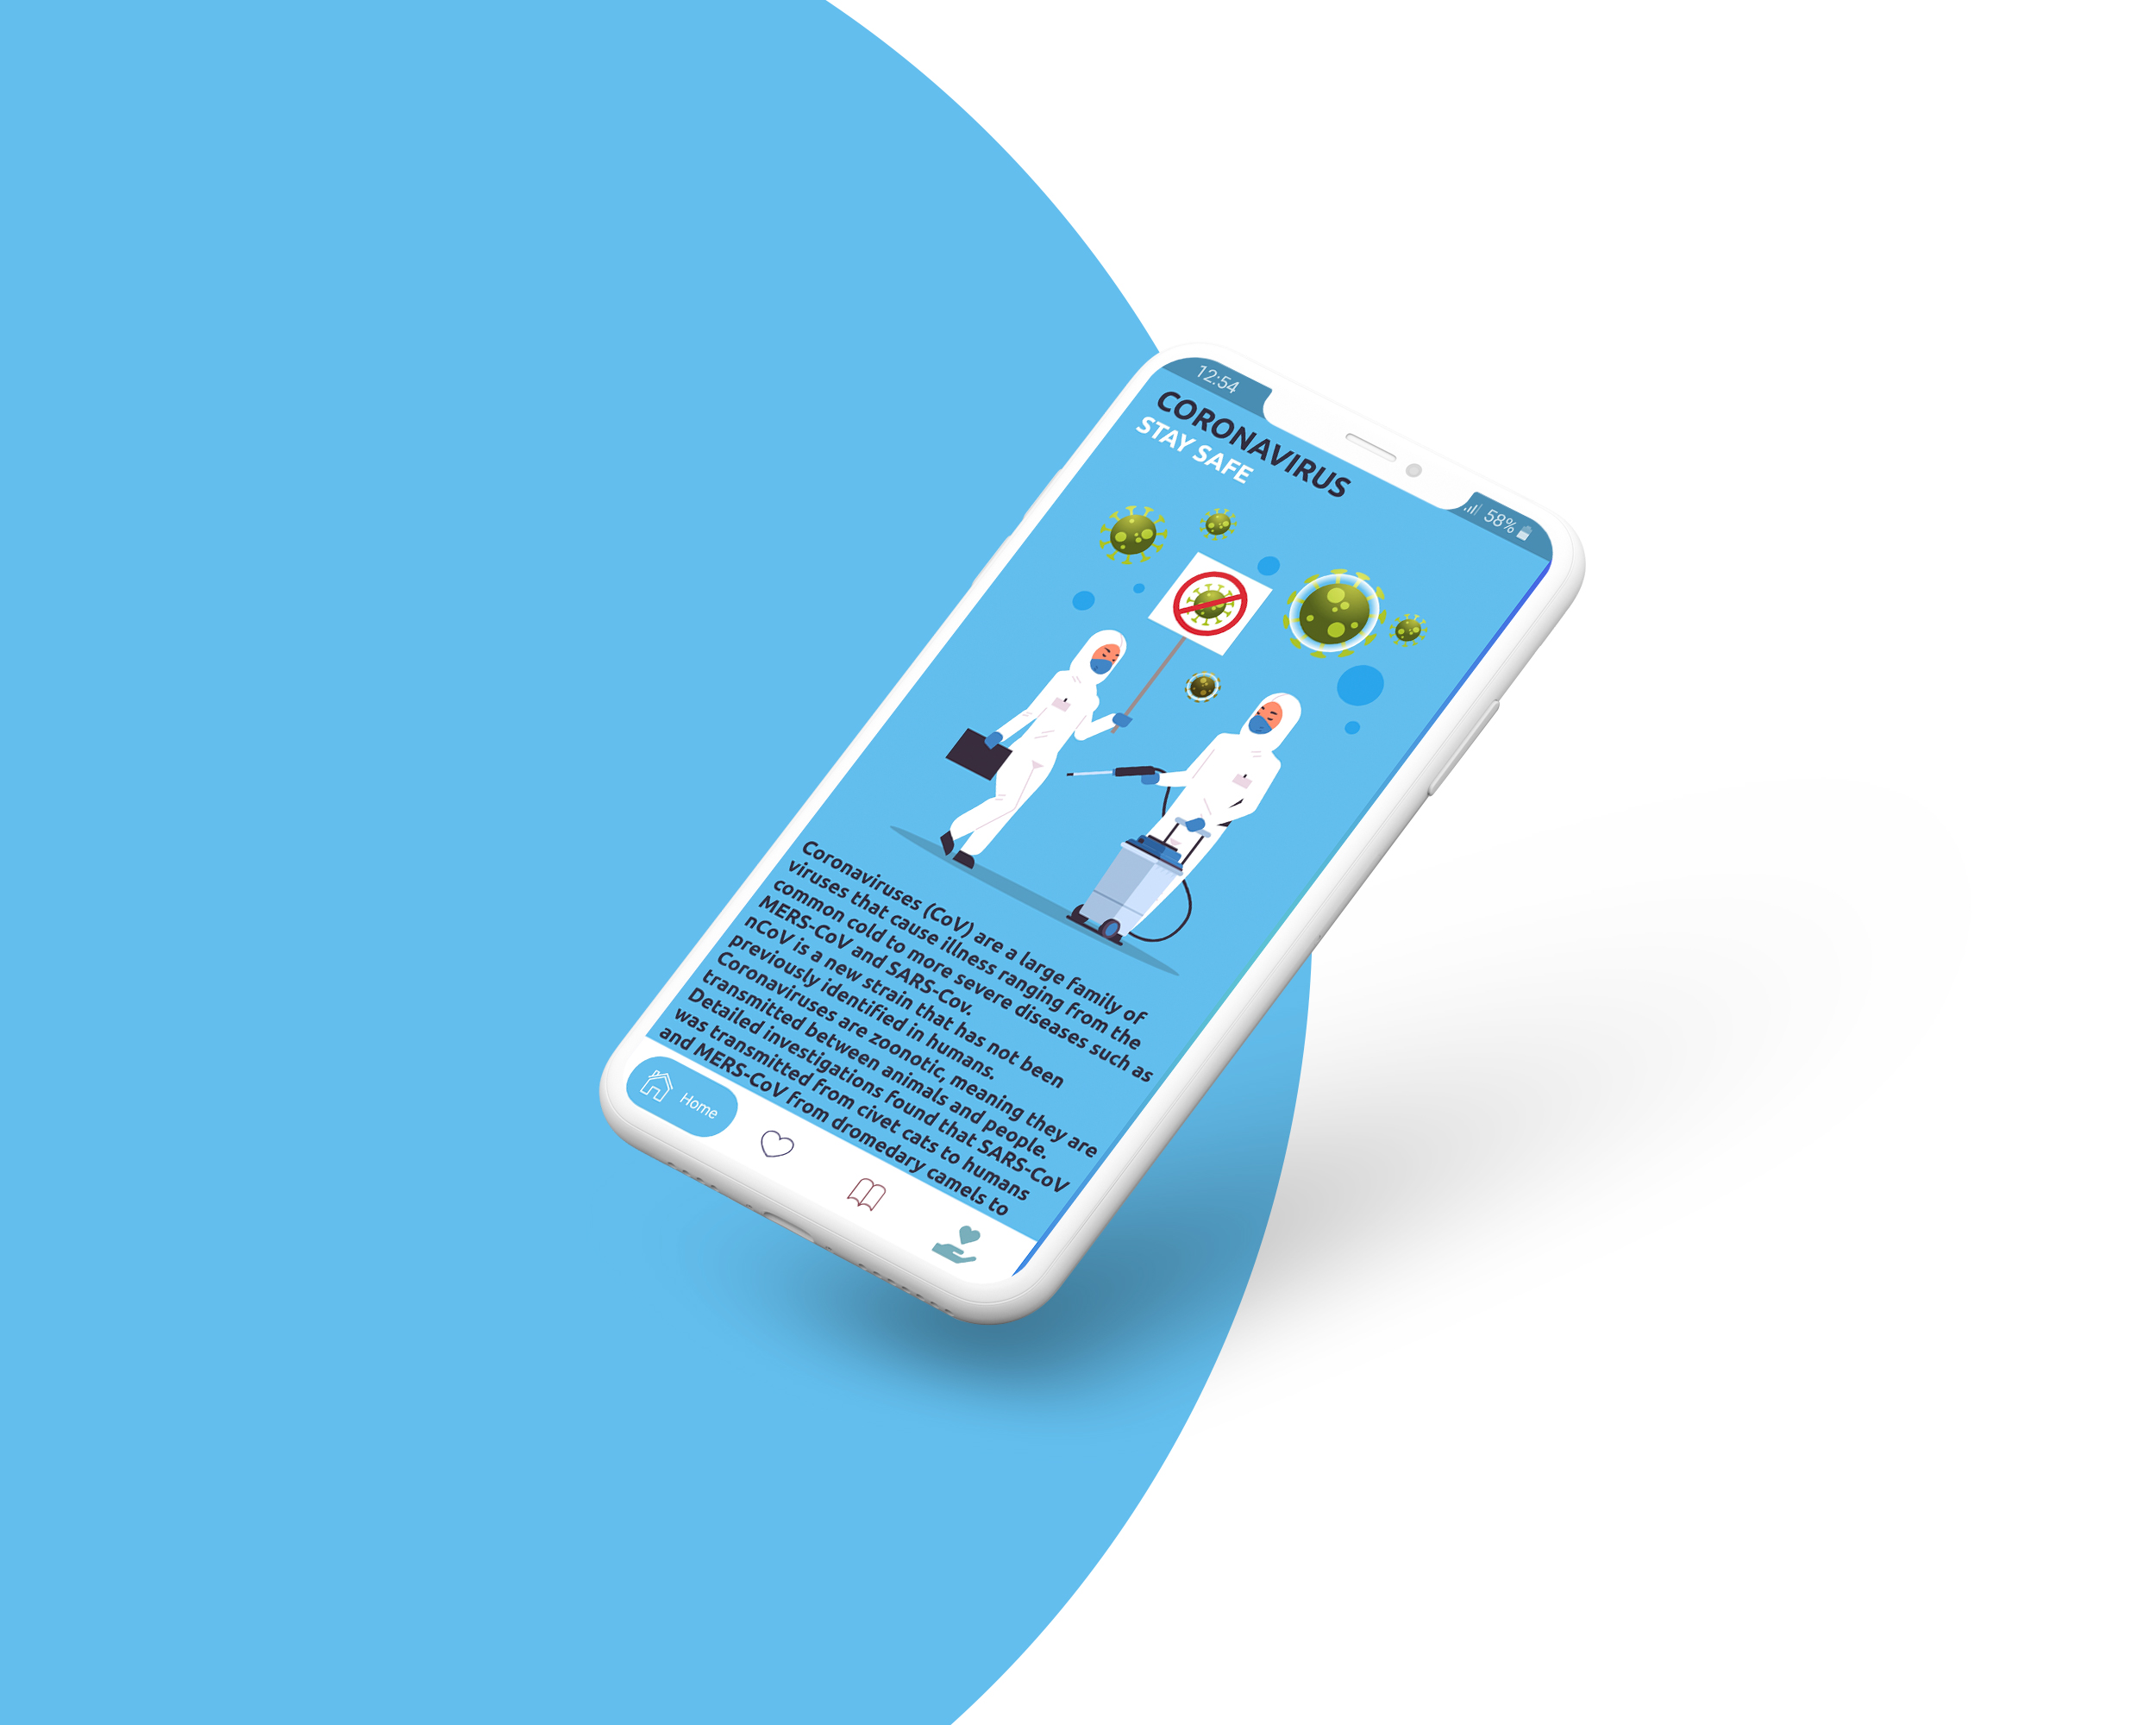 12:54
58%
CORONAVIRUS
STAY SAFE
Coronaviruses (CoV) are a large family of
viruses that cause illness ranging from the
common cold to more severe diseases such as
MERS-CoV and SARS-Cov.
nCoV is a new strain that has not been
previously identified in humans.
Coronaviruses are zoonotic, meaning they are
transmitted between animals and people.
Detailed investigations found that SARS-CoV
was transmitted from civet cats to humans
and MERS-CoV from dromedary camels to
Home